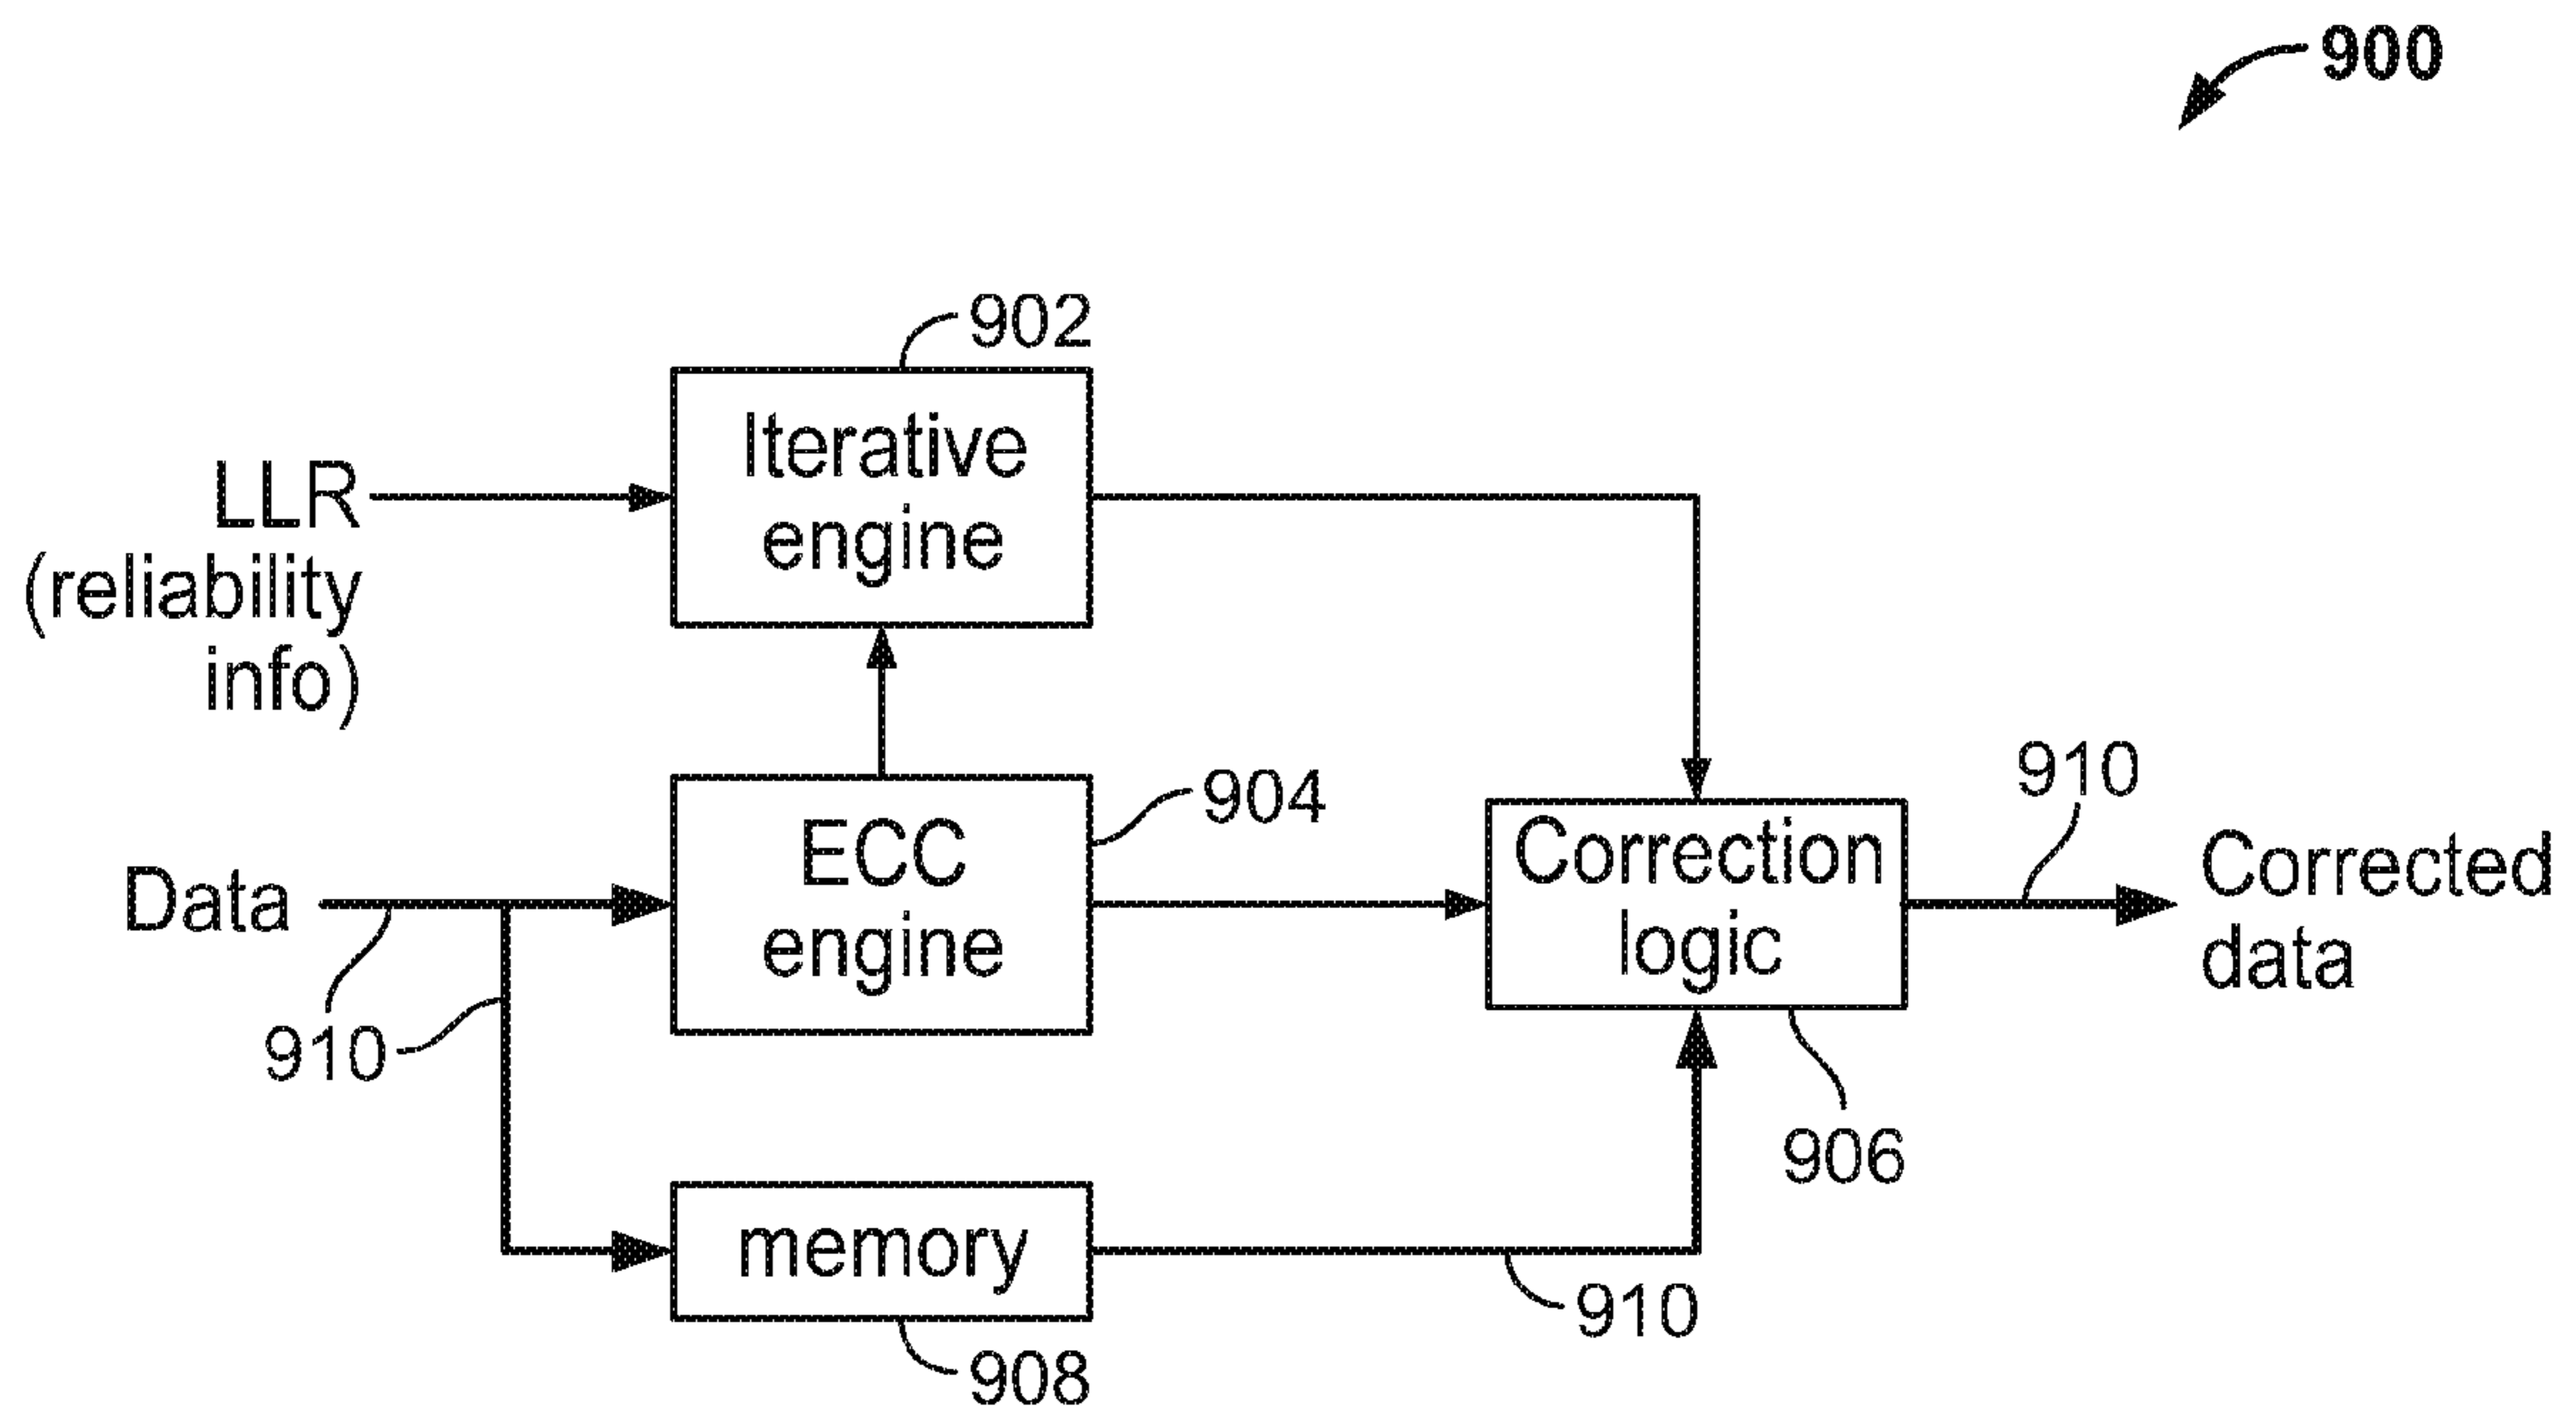 900
902
Iterative
engine
LLR
(reliability
info)
904
ECC
engine
Data
910
910
Correction
logic
Corrected
data
906
memory
910
908